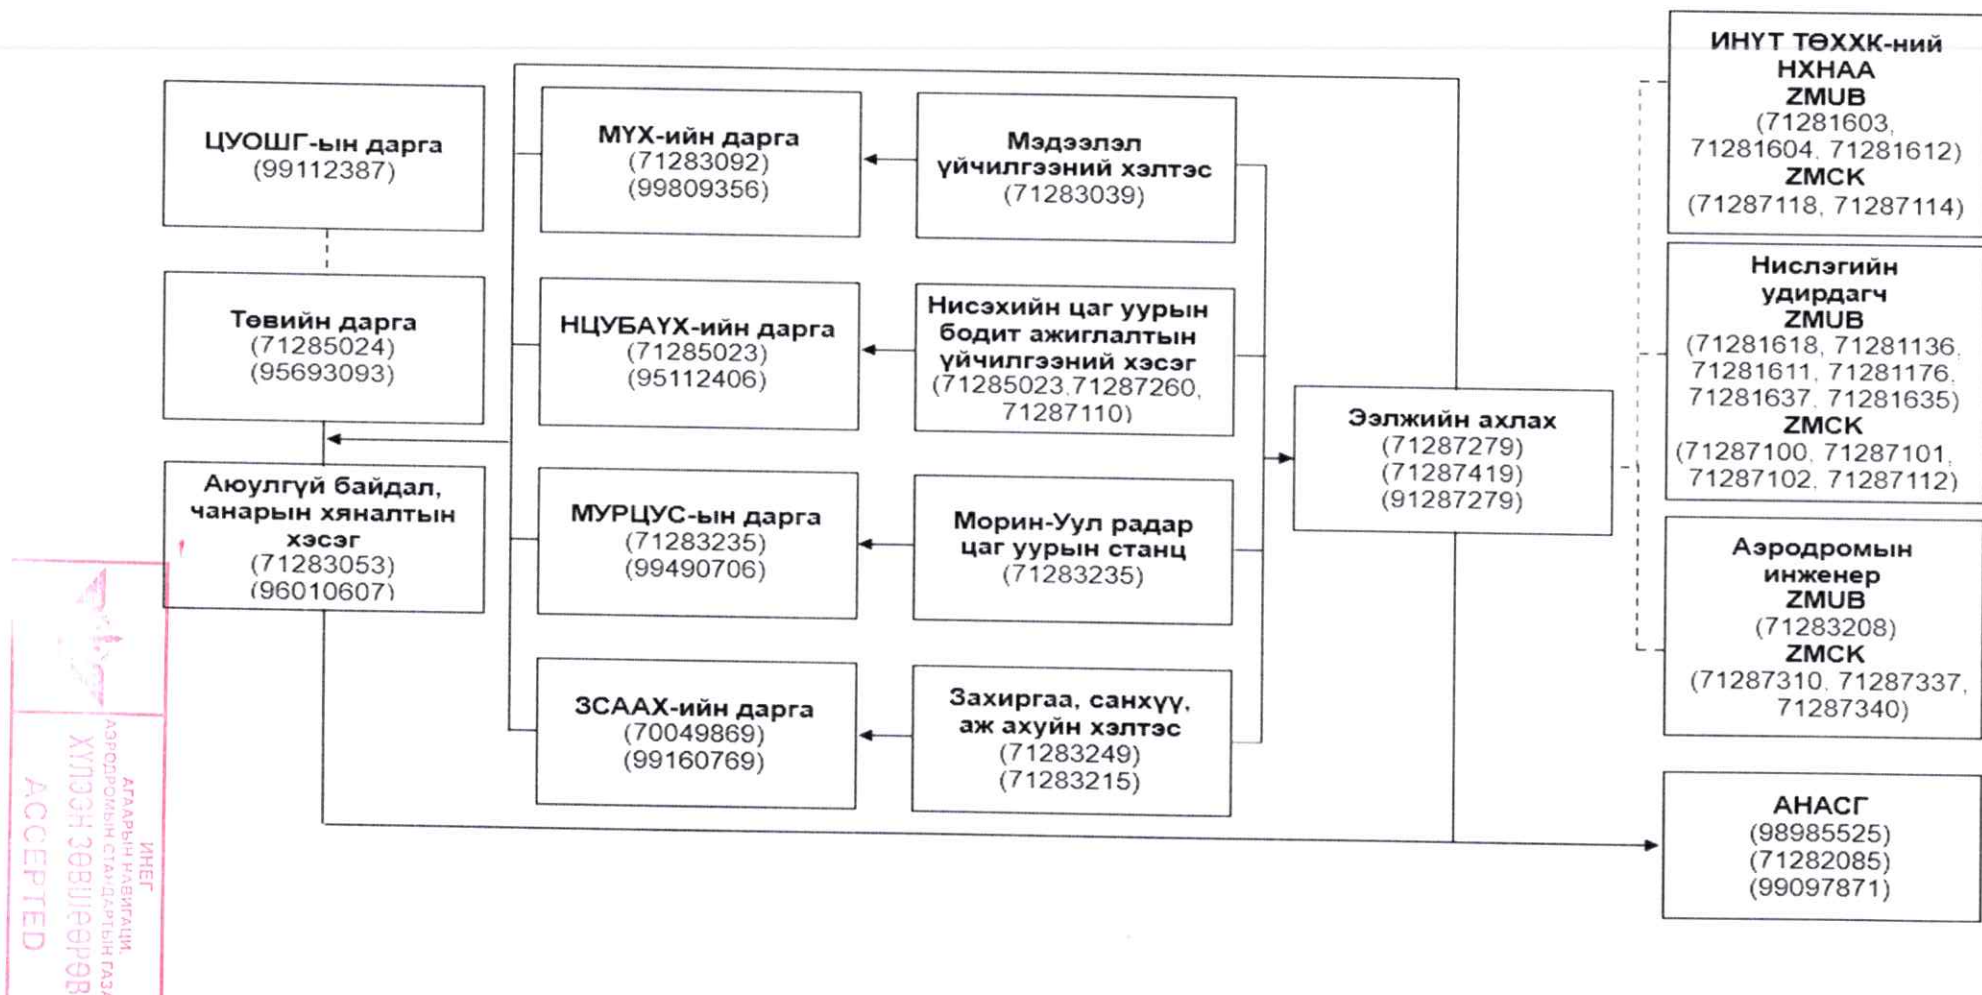 ЦУОШГ-ын дарга
(99112387)
Төвийн дарга
(71285024)
(95693093)
Аюулгүй байдал,
чанарын хяналтын
хэсэг
(71283053)
(96010607)
МҮХ-ийн дарга
(71283092)
(99809356)
НЦУБАҮХ-ийн дарга
(71285023)
(95112406)
МУРЦУС-ын дарга
(71283235)
(99490706)
ЗСААХ-ийн дарга
(70049869)
(99160769)
Мэдээлэл
үйчилгээний хэлтэс
(71283039)
Нисэхийн цаг уурын
бодит ажиглалтын
үйчилгээний хэсэг
(71285023,71287260,
71287110)
Морин-Уул радар
цаг уурын станц
(71283235)
Захиргаа, санхүү,
аж ахуйн хэлтэс
(71283249)
(71283215)
Ээлжийн ахлах
(71287279)
(71287419)
(91287279)
ИНҮТ ТӨХХК-ний
НХНАА
ZMUB
(71281603,
71281604, 71281612)
ZMCK
(71287118, 71287114)
Нислэгийн
удирдагч
ZMUB
(71281618, 71281136,
71281611, 71281176,
71281637, 71281635)
ZMCK
(71287100, 71287101,
71287102, 71287112)
Аэродромын
инженер
ZMUB
(71283208)
ZMCK
(71287310, 71287337,
71287340)
АНАСГ
(98985525)
(71282085)
(99097871)
ИНЕГ
АГААРЫН НАВИГАЦИ,
АЭРОДРОМЫН СТАНДАРТЫН ГАЗА
ХҮЛЭЭН ЗӨВШӨӨРӨВ
ACCEPTED